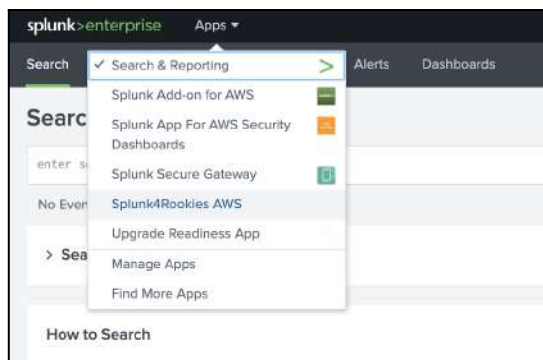 splunk>enterprise Apps ▾
Search ✓ Search & Reporting > Alerts Dashboards
Splunk Add-on for AWS
Searc Splunk App For AWS Security
Dashboards
enter se Splunk Secure Gateway
No Even Splunk4Rookies AWS
Upgrade Readiness App
> Sea Manage Apps
Find More Apps
How to Search